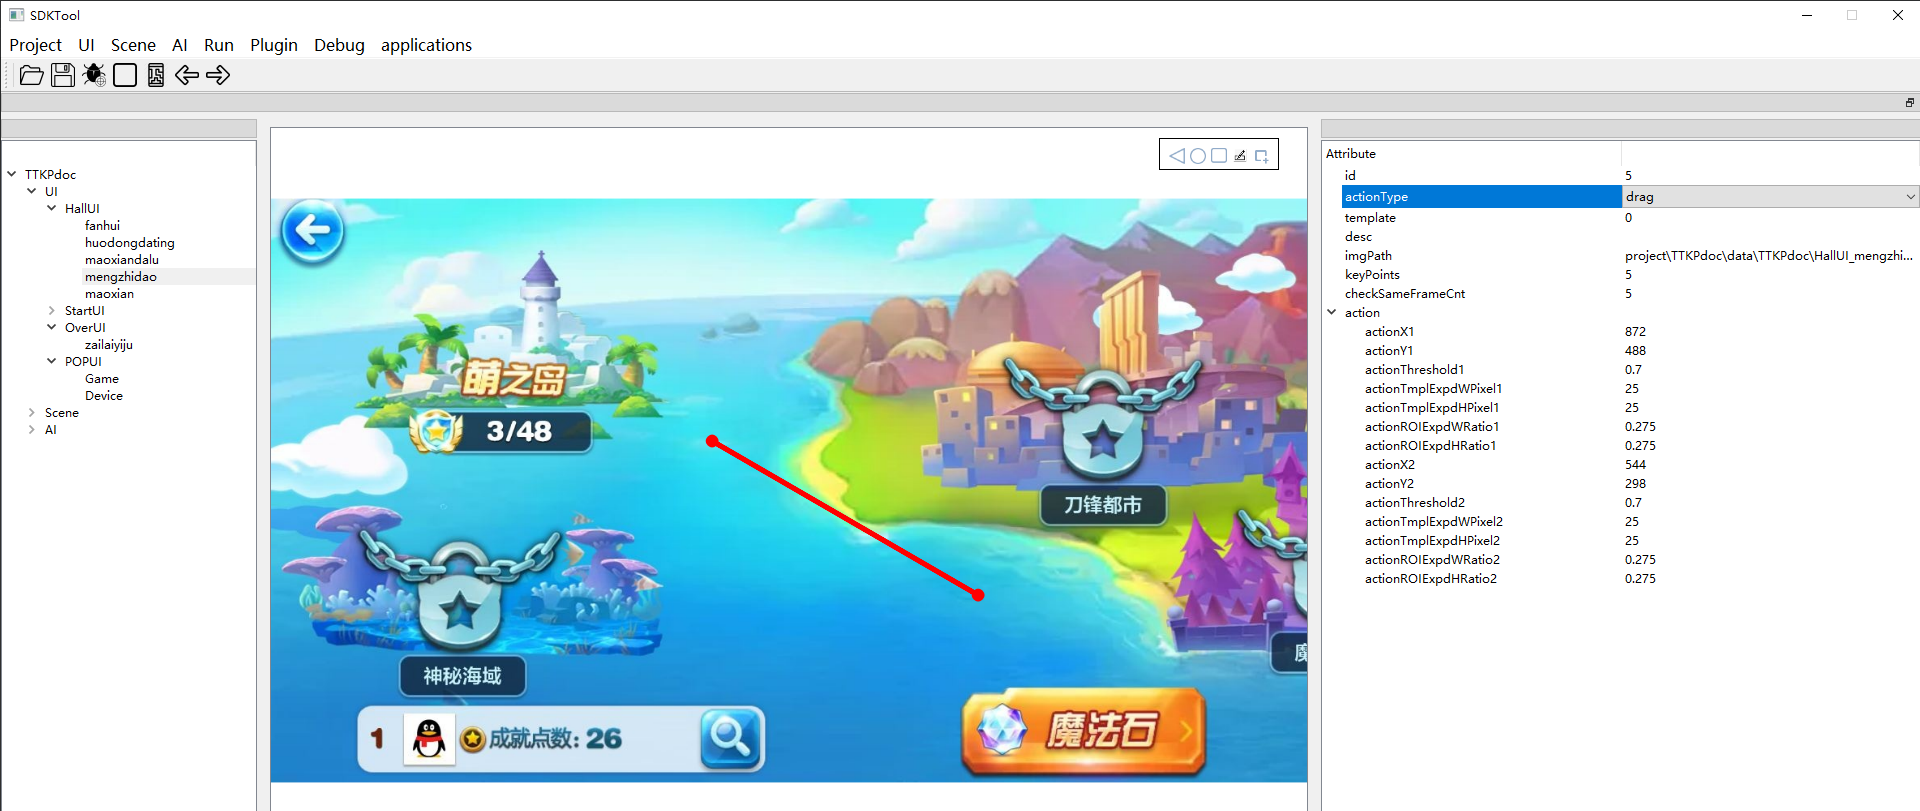 SDKTool
Project UI Scene AI Run Plugin Debug applications
TTKPdoc
UI
HallUI
fanhui
huodongdating
maoxiandalu
mengzhidao
maoxian
StartUI
OverUI
zailaiyiju
POPUI
Game
Device
Scene
AI
萌之岛
3/48
刀锋都市
神秘海域
魔
1 成就点数: 26
魔法石
Attribute
id 5
actionType drag
template 0
desc
imgPath project\TTKPdoc\data\TTKPdoc\HallUI_mengzhi...
keyPoints 5
checkSameFrameCnt 5
action
actionX1 872
actionY1 488
actionThreshold1 0.7
actionTmplExpdWPixel1 25
actionTmplExpdHPixel1 25
actionROIExpdWRatio1 0.275
actionROIExpdHRatio1 0.275
actionX2 544
actionY2 298
actionThreshold2 0.7
actionTmplExpdWPixel2 25
actionTmplExpdHPixel2 25
actionROIExpdWRatio2 0.275
actionROIExpdHRatio2 0.275